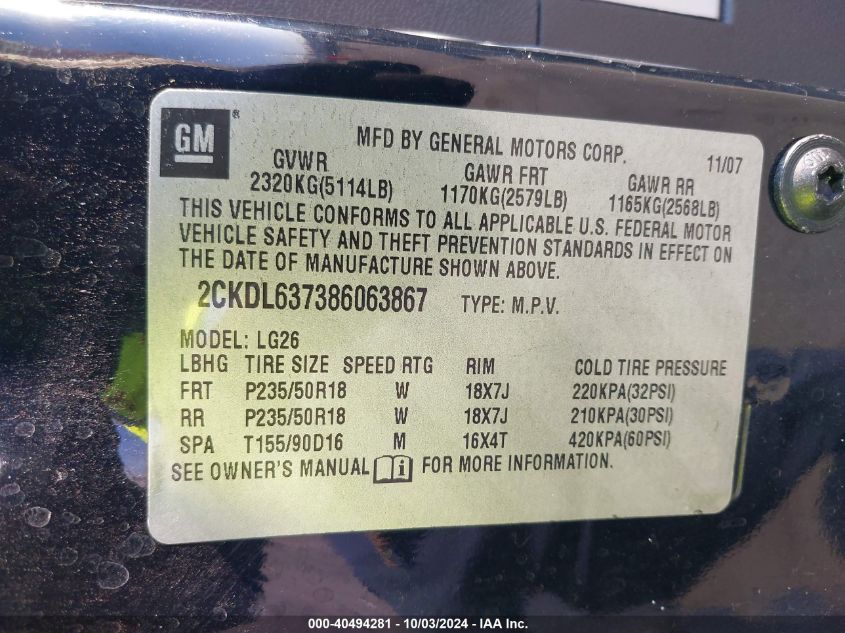 GM ®
MFD BY GENERAL MOTORS CORP. 11/07
GVWR GAWR FRT GAWR RR
2320KG(5114LB) 1170KG(2579LB) 1165KG(2568LB)
THIS VEHICLE CONFORMS TO ALL APPLICABLE U.S. FEDERAL MOTOR
VEHICLE SAFETY AND THEFT PREVENTION STANDARDS IN EFFECT ON
THE DATE OF MANUFACTURE SHOWN ABOVE.
2CKDL637386063867 TYPE: M.P.V.
MODEL: LG26
LBHG TIRE SIZE SPEED RTG RIM COLD TIRE PRESSURE
FRT P235/50R18 W 18X7J 220KPA(32PSI)
RR P235/50R18 W 18X7J 210KPA(30PSI)
SPA T155/90D16 M 16X4T 420KPA(60PSI)
SEE OWNER'S MANUAL i FOR MORE INFORMATION.
000-40494281 - 10/03/2024 - IAA Inc.